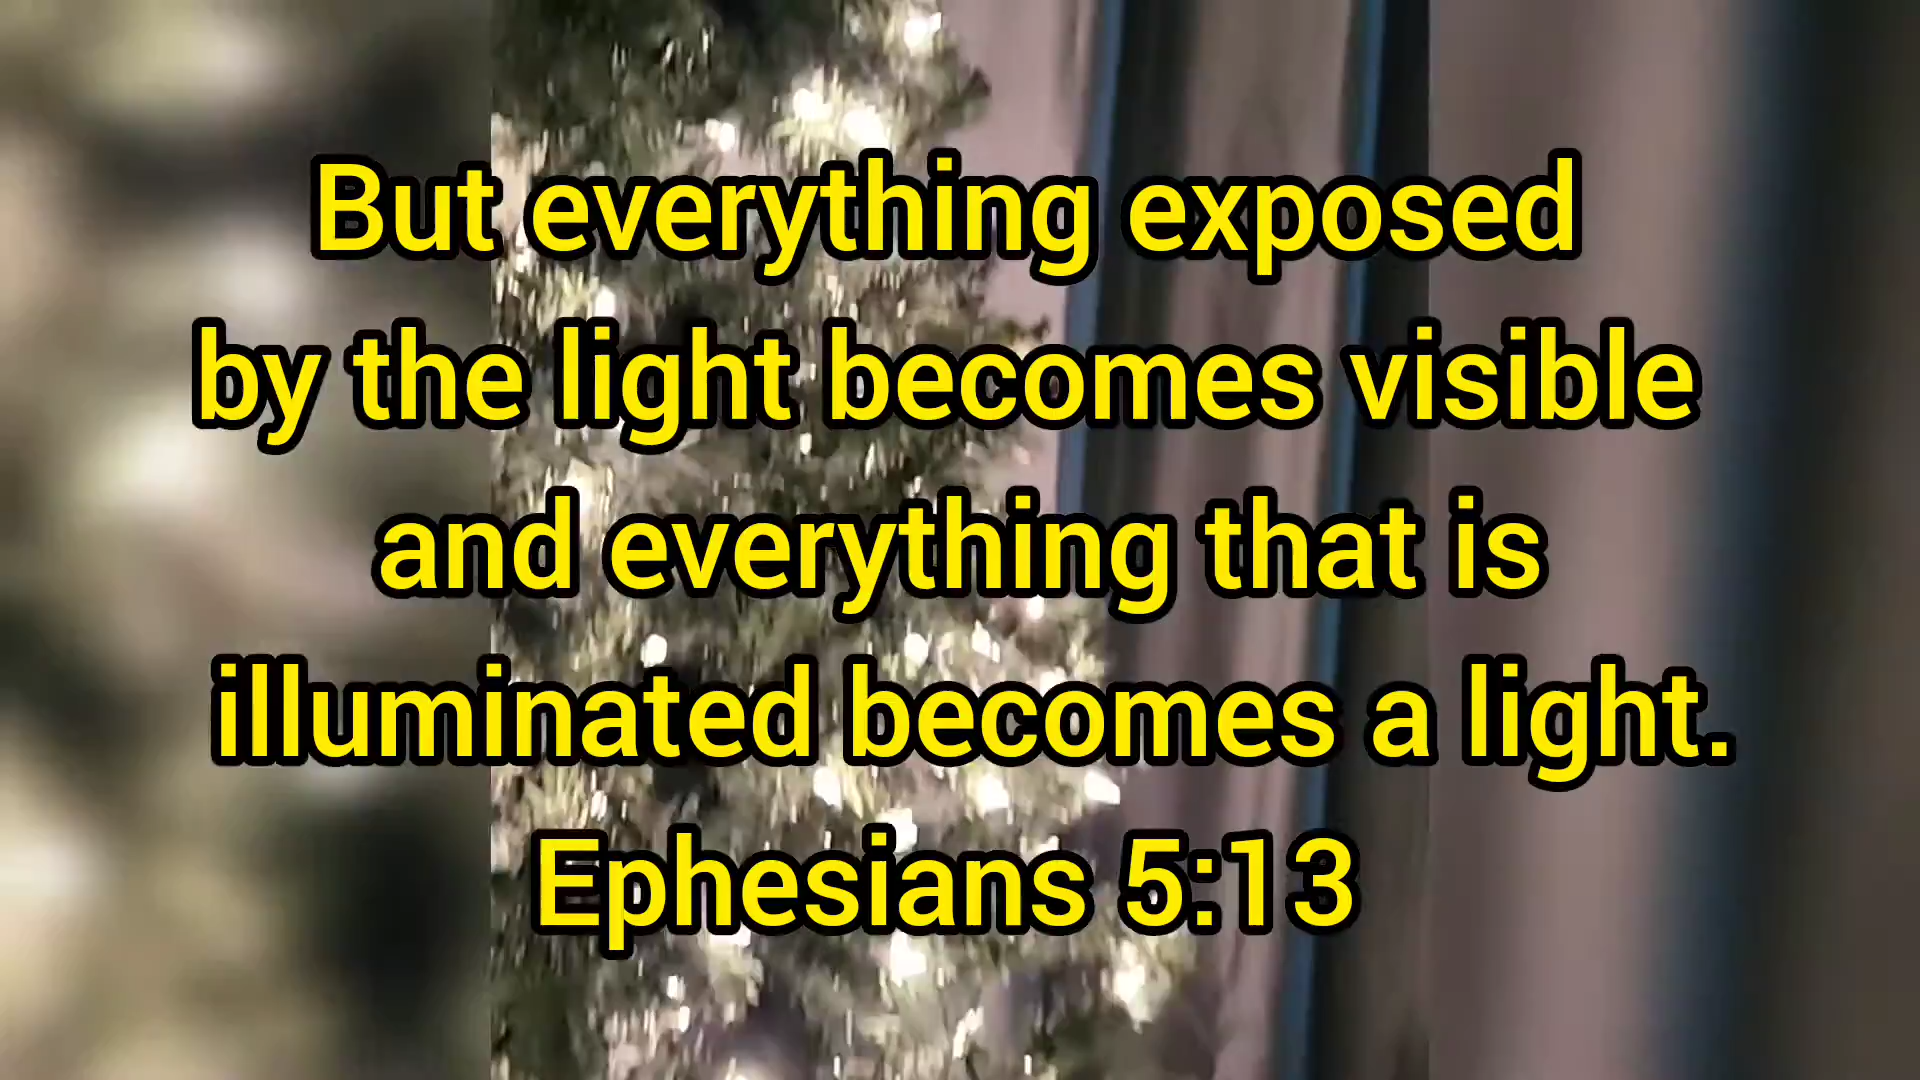 But everything exposed
by the light becomes visible
and everything that is
illuminated becomes a light.
Ephesians 5:13